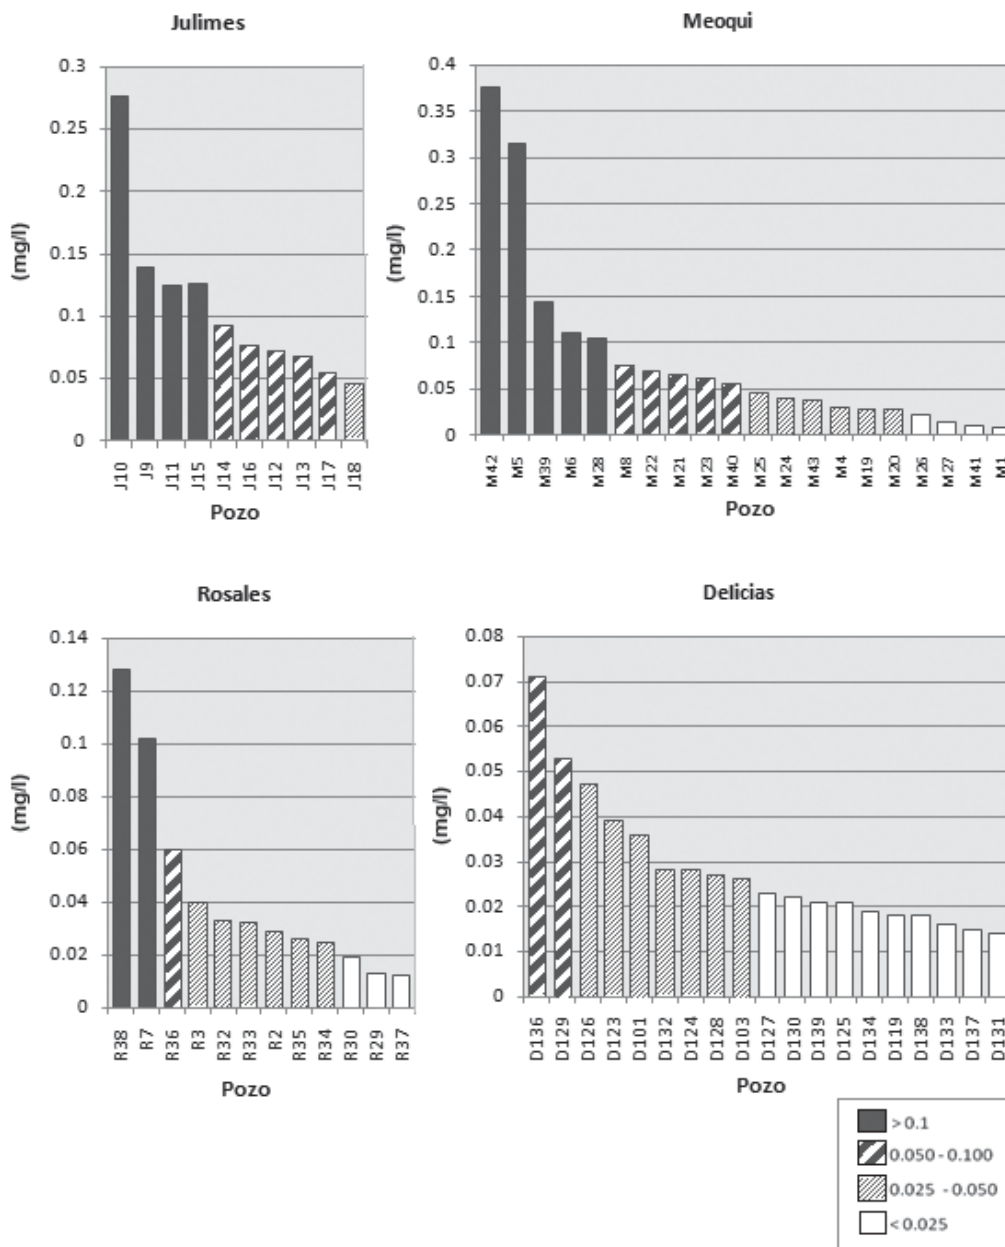 Julimes
0.3
0.25
0.2
0.15
0.1
0.05
0
(mg/l)
J10 J9 J11 J15 J14 J16 J12 J13 J17 J18
Pozo
Meoqui
0.4
0.35
0.3
0.25
0.2
0.15
0.1
0.05
0
(mg/l)
M42 M5 M39 M6 M28 M8 M22 M21 M23 M40 M25 M24 M43 M4 M19 M20 M26 M27 M41 M1
Pozo
Rosales
0.14
0.12
0.1
0.08
0.06
0.04
0.02
0
(mg/l)
R38 R7 R36 R3 R32 R33 R2 R35 R34 R30 R29 R37
Pozo
Delicias
0.08
0.07
0.06
0.05
0.04
0.03
0.02
0.01
0
(mg/l)
D136 D129 D126 D123 D101 D132 D124 D128 D103 D127 D130 D139 D125 D134 D119 D138 D133 D137 D131
Pozo
> 0.1
0.050 - 0.100
0.025 - 0.050
< 0.025